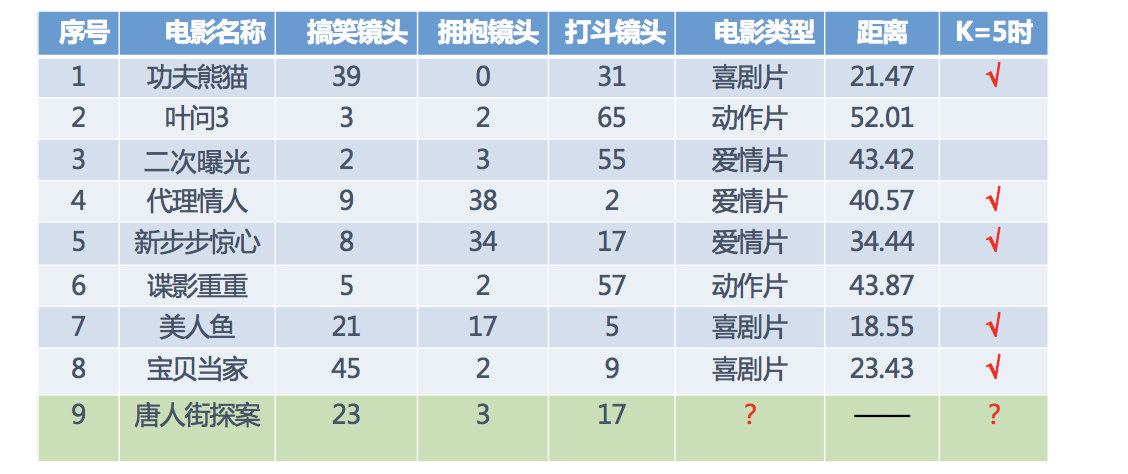 序号 电影名称 搞笑镜头 拥抱镜头 打斗镜头 电影类型 距离 K=5时
1 功夫熊猫 39 0 31 喜剧片 21.47 √
2 叶问3 3 2 65 动作片 52.01
3 二次曝光 2 3 55 爱情片 43.42
4 代理情人 9 38 2 爱情片 40.57 √
5 新步步惊心 8 34 17 爱情片 34.44 √
6 谍影重重 5 2 57 动作片 43.87
7 美人鱼 21 17 5 喜剧片 18.55 √
8 宝贝当家 45 2 9 喜剧片 23.43 √
9 唐人街探案 23 3 17 ? —— ?